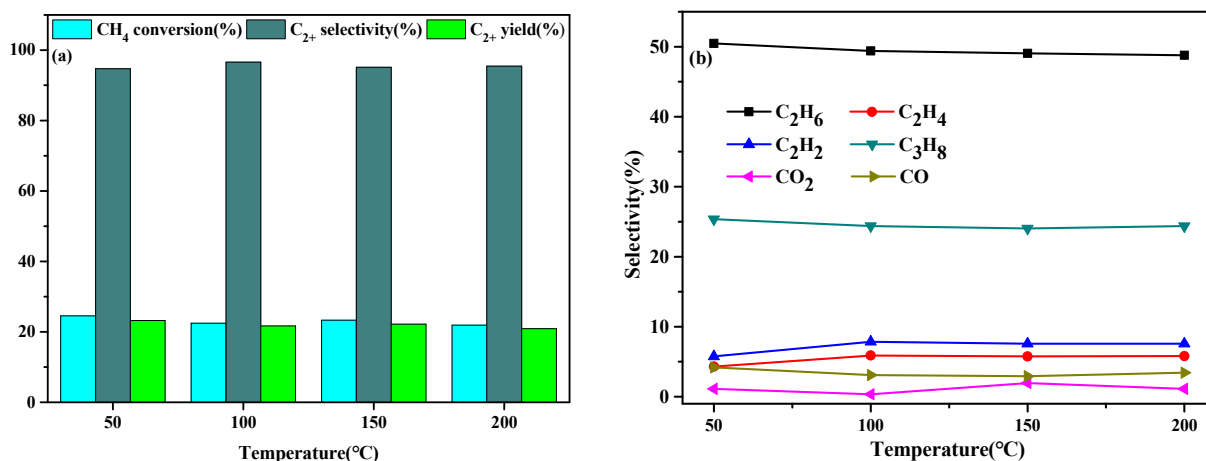 CH4 conversion(%) C2+ selectivity(%) C2+ yield(%)
(a)
100
80
60
40
20
0
50 100 150 200
Temperature(°C)
(b)
Selectivity(%)
50
40
30
20
10
0
C2H6 C2H4
C2H2 C3H8
CO2 CO
50 100 150 200
Temperature(°C)